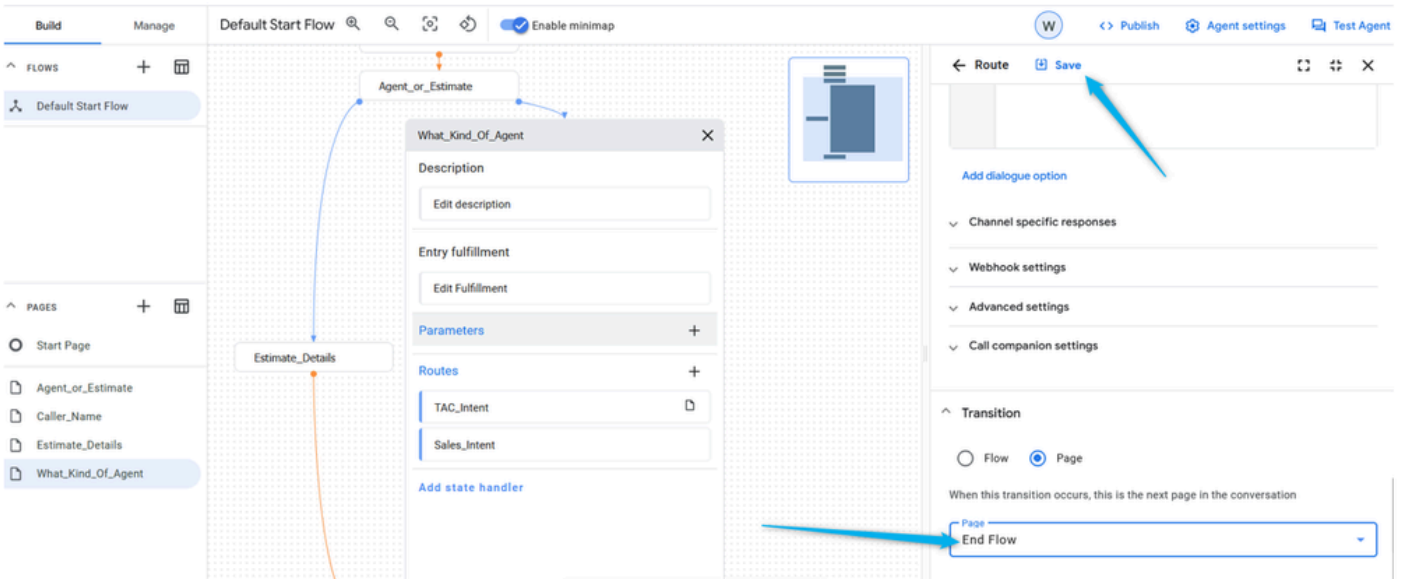 Build
Manage
Default Start Flow
Enable minimap
W
<> Publish
Agent settings
Test Agent
FLOWS
Default Start Flow
PAGES
Start Page
Agent_or_Estimate
Caller_Name
Estimate_Details
What_Kind_Of_Agent
Agent_or_Estimate
Estimate_Details
What_Kind_Of_Agent
Description
Edit description
Entry fulfillment
Edit Fulfillment
Parameters
Routes
TAC_Intent
Sales_Intent
Add state handler
Route
Save
Add dialogue option
Channel specific responses
Webhook settings
Advanced settings
Call companion settings
Transition
Flow
Page
When this transition occurs, this is the next page in the conversation
Page
End Flow